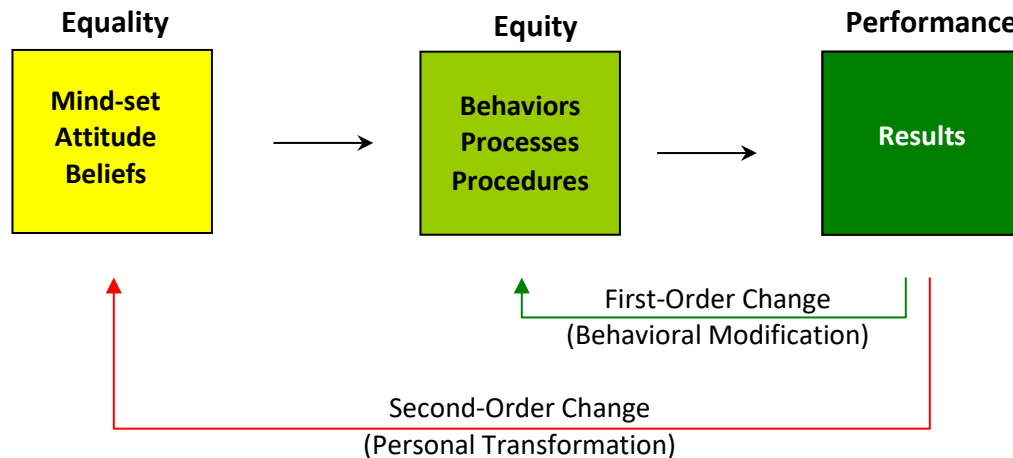 Equality
Equity
Performance
Mind-set
Attitude
Beliefs
Behaviors
Processes
Procedures
Results
First-Order Change
(Behavioral Modification)
Second-Order Change
(Personal Transformation)